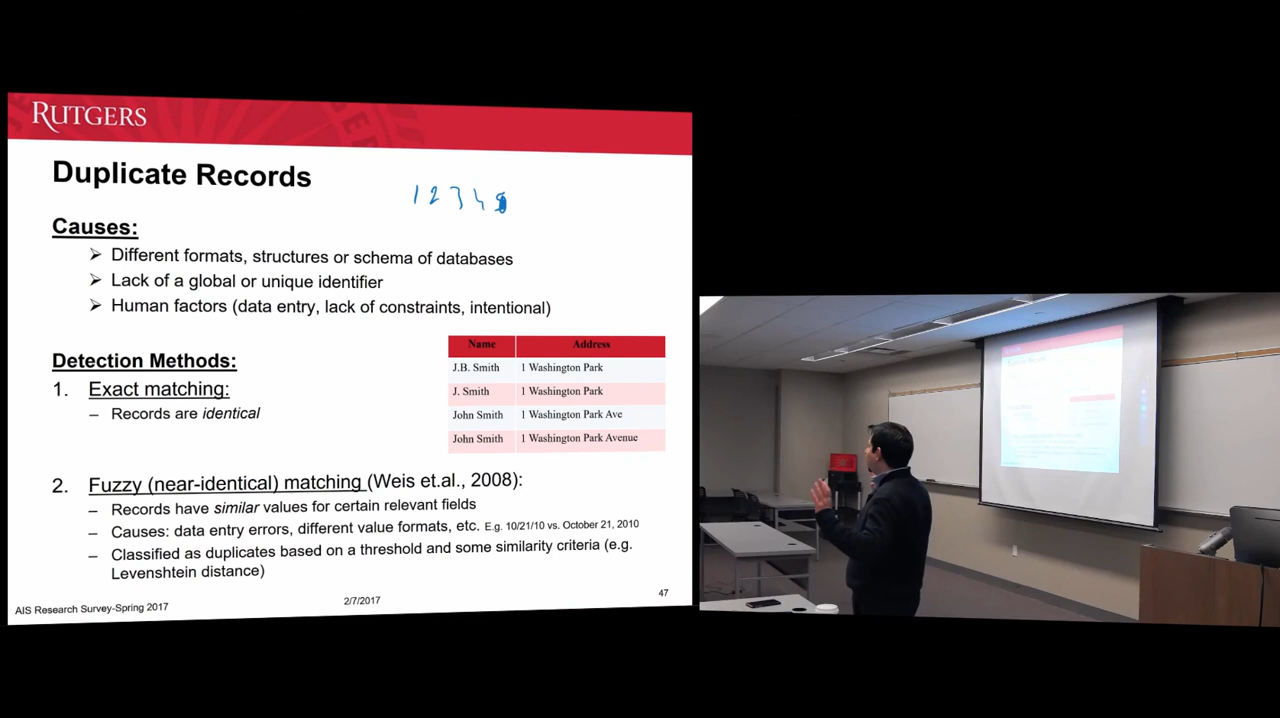 RUTGERS
Duplicate Records
1 2 3 4
Causes:
➢ Different formats, structures or schema of databases
➢ Lack of a global or unique identifier
➢ Human factors (data entry, lack of constraints, intentional)
Detection Methods:
1. Exact matching:
– Records are identical
Name Address
J.B. Smith 1 Washington Park
J. Smith 1 Washington Park
John Smith 1 Washington Park Ave
John Smith 1 Washington Park Avenue
2. Fuzzy (near-identical) matching (Weis et.al., 2008):
– Records have similar values for certain relevant fields
– Causes: data entry errors, different value formats, etc. E.g. 10/21/10 vs. October 21, 2010
– Classified as duplicates based on a threshold and some similarity criteria (e.g.
Levenshtein distance)
AIS Research Survey-Spring 2017
2/7/2017
47